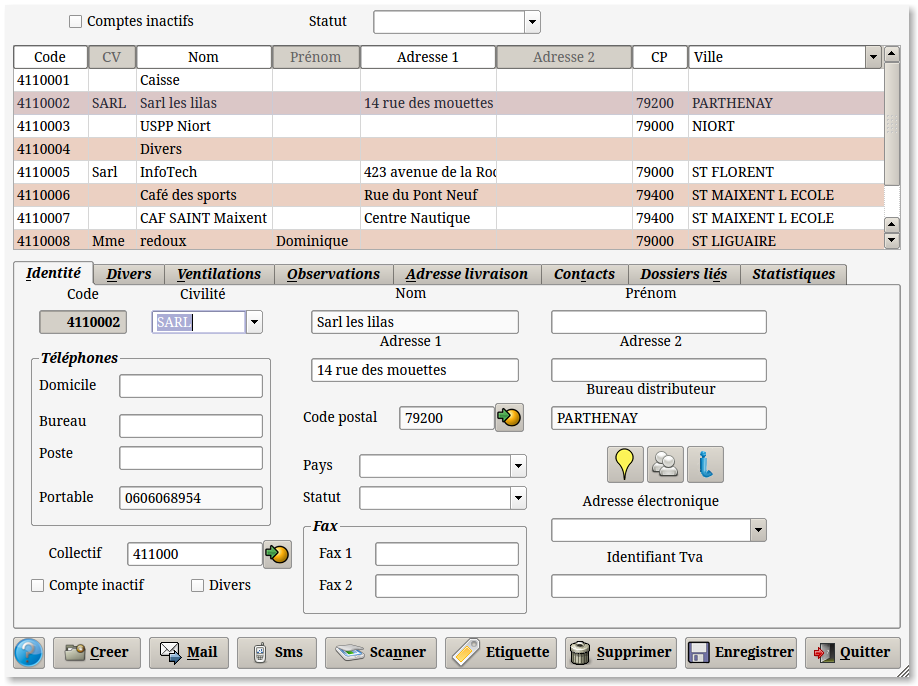 Comptes inactifs Statut
Code CV Nom Prénom Adresse 1 Adresse 2 CP Ville
4110001 Caisse
4110002 SARL Sarl les lilas 14 rue des mouettes 79200 PARTHENAY
4110003 USPP Niort 79000 NIORT
4110004 Divers
4110005 Sarl InfoTech 423 avenue de la Roc 79000 ST FLORENT
4110006 Café des sports Rue du Pont Neuf 79400 ST MAIXENT L ECOLE
4110007 CAF SAINT Maixent Centre Nautique 79400 ST MAIXENT L ECOLE
4110008 Mme redoux Dominique 79000 ST LIGUAIRE
Identité Divers Ventilations Observations Adresse livraison Contacts Dossiers liés Statistiques
Code Civilité Nom Prénom
4110002 SARL Sarl les lilas
Adresse 1 Adresse 2
Téléphones
14 rue des mouettes
Domicile
Bureau distributeur
Bureau Code postal 79200 PARTHENAY
Poste
Pays
Portable 0606068954 Statut
Adresse électronique
Fax
Collectif 411000 Fax 1
Identifiant Tva
Compte inactif Divers Fax 2
Creer Mail Sms Scanner Etiquette Supprimer Enregistrer Quitter